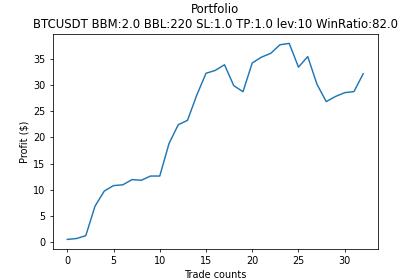 Portfolio
BTCUSDT BBM:2.0 BBL:220 SL:1.0 TP:1.0 lev:10 WinRatio:82.0
Profit ($)
35
30
25
20
15
10
5
0
0 5 10 15 20 25 30
Trade counts